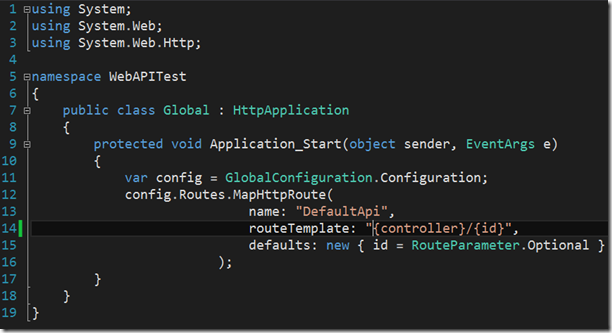 1 using System;
2 using System.Web;
3 using System.Web.Http;
4
5 namespace WebAPITest
6 {
7     public class Global : HttpApplication
8     {
9         protected void Application_Start(object sender, EventArgs e)
10         {
11             var config = GlobalConfiguration.Configuration;
12             config.Routes.MapHttpRoute(
13                             name: "DefaultApi",
14                             routeTemplate: "{controller}/{id}",
15                             defaults: new { id = RouteParameter.Optional }
16                         );
17         }
18     }
19 }